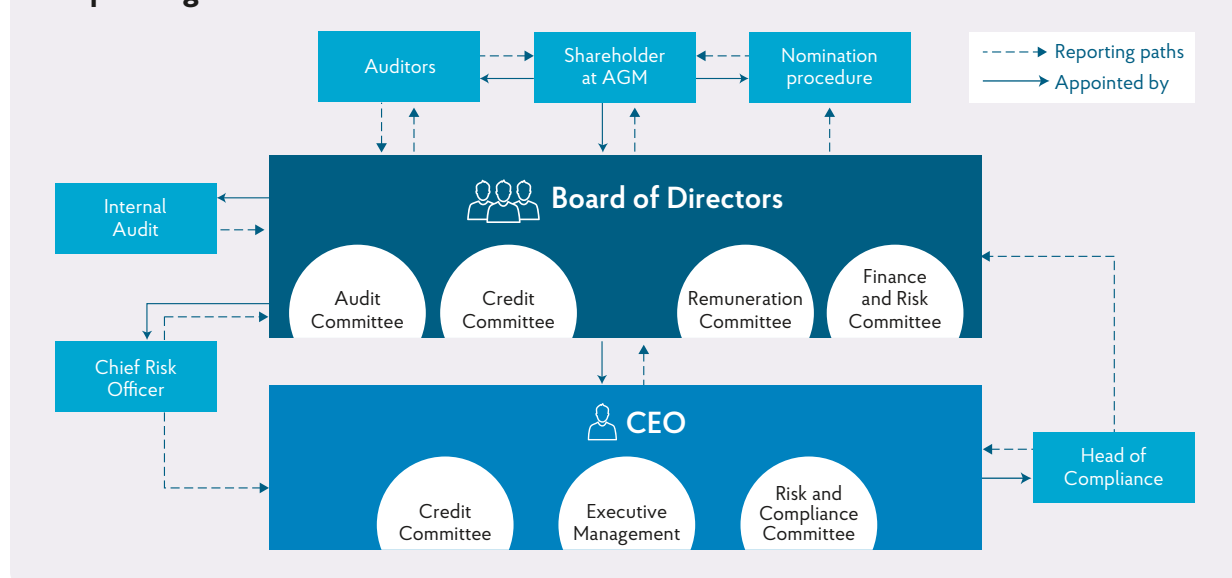 Auditors
Shareholder
at AGM
Nomination
procedure
Reporting paths
Appointed by
Internal
Audit
Board of Directors
Audit
Committee
Credit
Committee
Remuneration
Committee
Finance
and Risk
Committee
Chief Risk
Officer
CEO
Credit
Committee
Executive
Management
Risk and
Compliance
Committee
Head of
Compliance